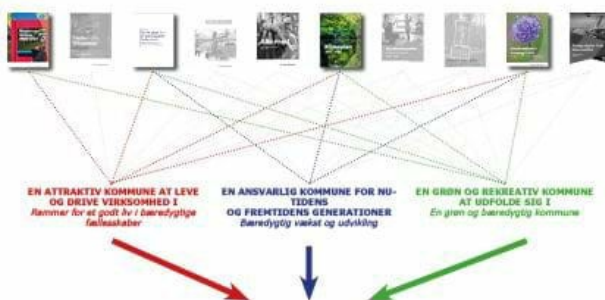 EN ATTRAKTIV KOMMUNE AT LEVE
OG DRIVE VIRKSOMHED I
Rammer for et godt liv i bæredygtige
fællesskaber
EN ANSVARLIG KOMMUNE FOR NU-
TIDENS
OG FREMTIDENS GENERATIONER
Bæredygtig vækst og udvikling
EN GRØN OG REKREATIV KOMMUNE
AT UDFOLDE SIG I
En grøn og bæredygtig kommune